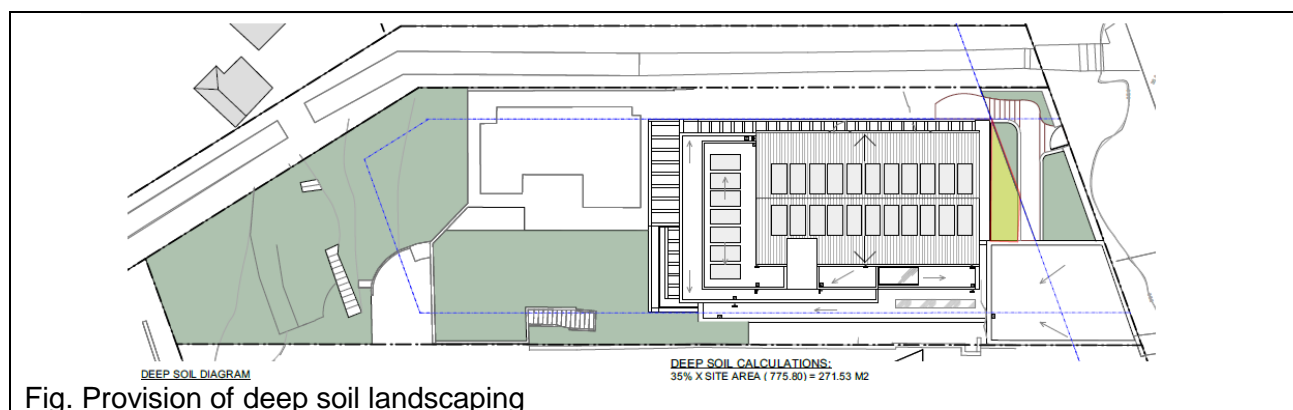 DEEP SOIL DIAGRAM
DEEP SOIL CALCULATIONS:
35% X SITE AREA ( 775.80) = 271.53 M2
Fig. Provision of deep soil landscaping